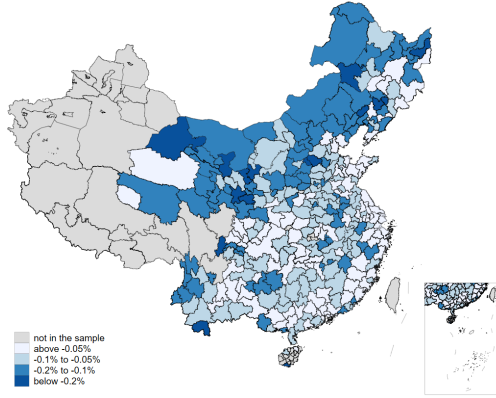 not in the sample
above -0.05%
-0.1% to -0.05%
-0.2% to -0.1%
below -0.2%